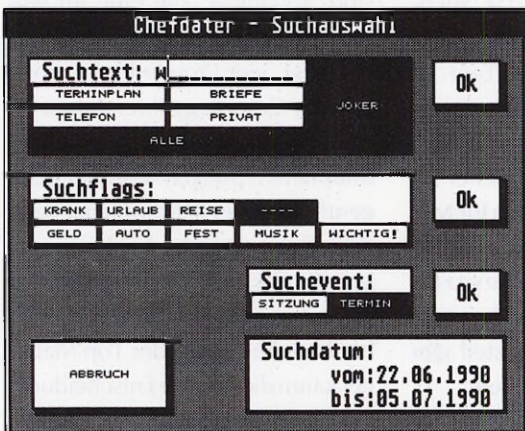 Chefdater - Suchauswahl
Suchtext: w____________
Ok
TERMINPLAN BRIEFE
JOKER
TELEFON PRIVAT
ALLE
Suchflags:
Ok
KRANK URLAUB REISE ----
GELD AUTO FEST MUSIK WICHTIG!
Suchevent:
Ok
SITZUNG TERMIN
ABBRUCH
Suchdatum:
vom:22.06.1990
bis:05.07.1990